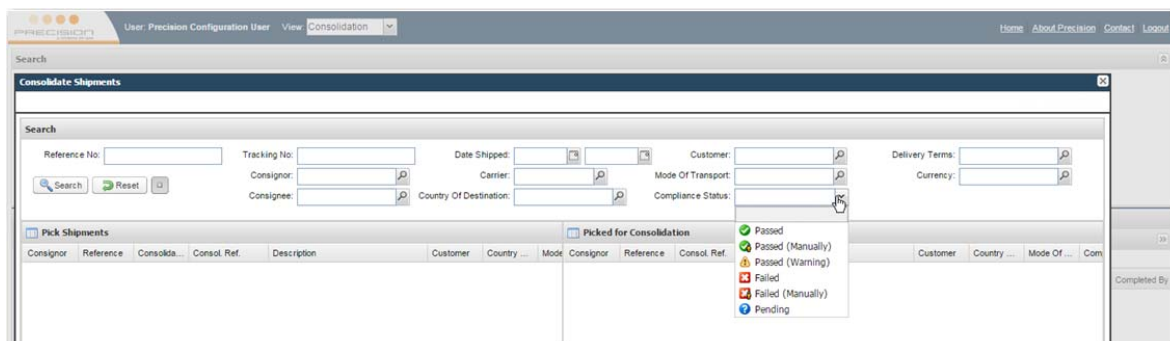 PRECISION
User: Precision Configuration User View: Consolidation
Home About Precision Contact Logout
Search
Consolidate Shipments
Search
Reference No: Tracking No: Date Shipped: Customer: Delivery Terms:
Consignor: Carrier: Mode Of Transport: Currency:
Search Reset
Consignee: Country Of Destination: Compliance Status:
Pick Shipments Picked for Consolidation
Consignor Reference Consolida... Consol. Ref. Description Customer Country ... Mode Consignor Reference Consol. Ref. Customer Country ... Mode Of ... Com
Passed
Passed (Manually)
Passed (Warning)
Failed
Failed (Manually)
Pending
Completed By